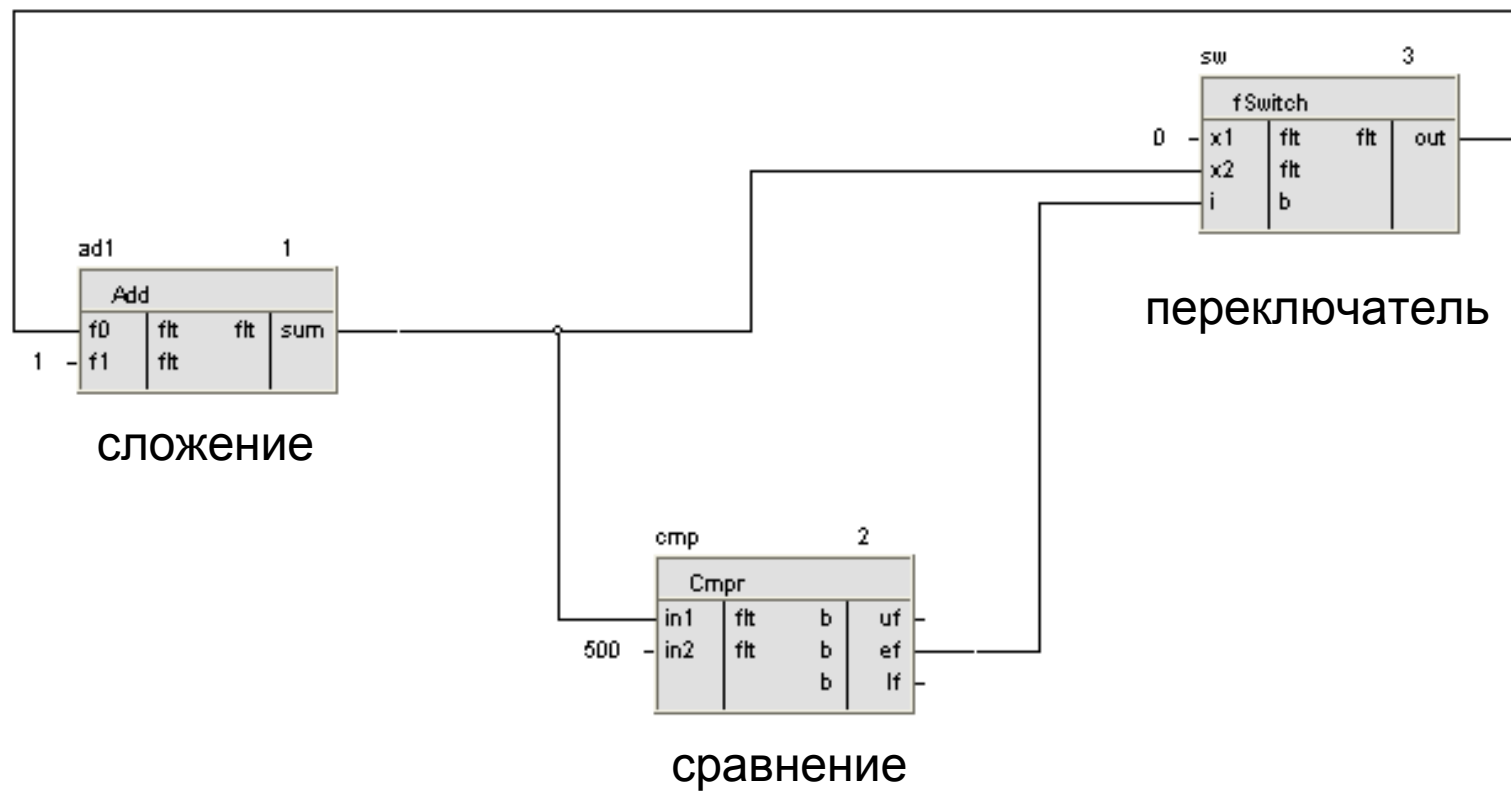 sw 3
fSwitch
0 x1 flt flt out
x2 flt
i b
переключатель
ad1 1
Add
f0 flt flt sum
1 f1 flt
сложение
cmp 2
Cmpr
in1 flt b uf
500 in2 flt b ef
b lf
сравнение